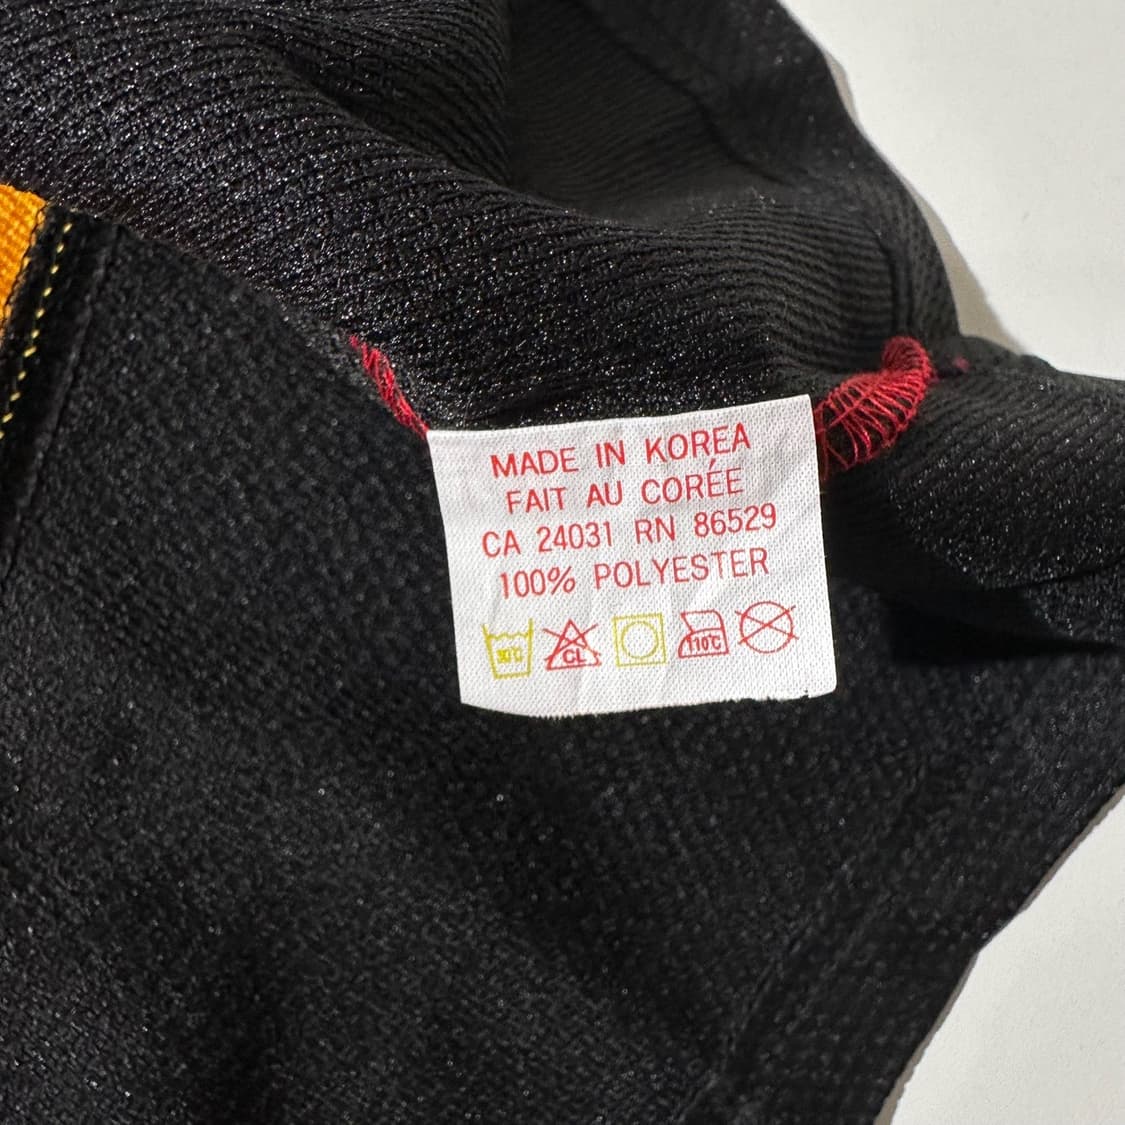 MADE IN KOREA
FAIT AU CORÉE
CA 24031 RN 86529
100% POLYESTER
30°C CL 110°C